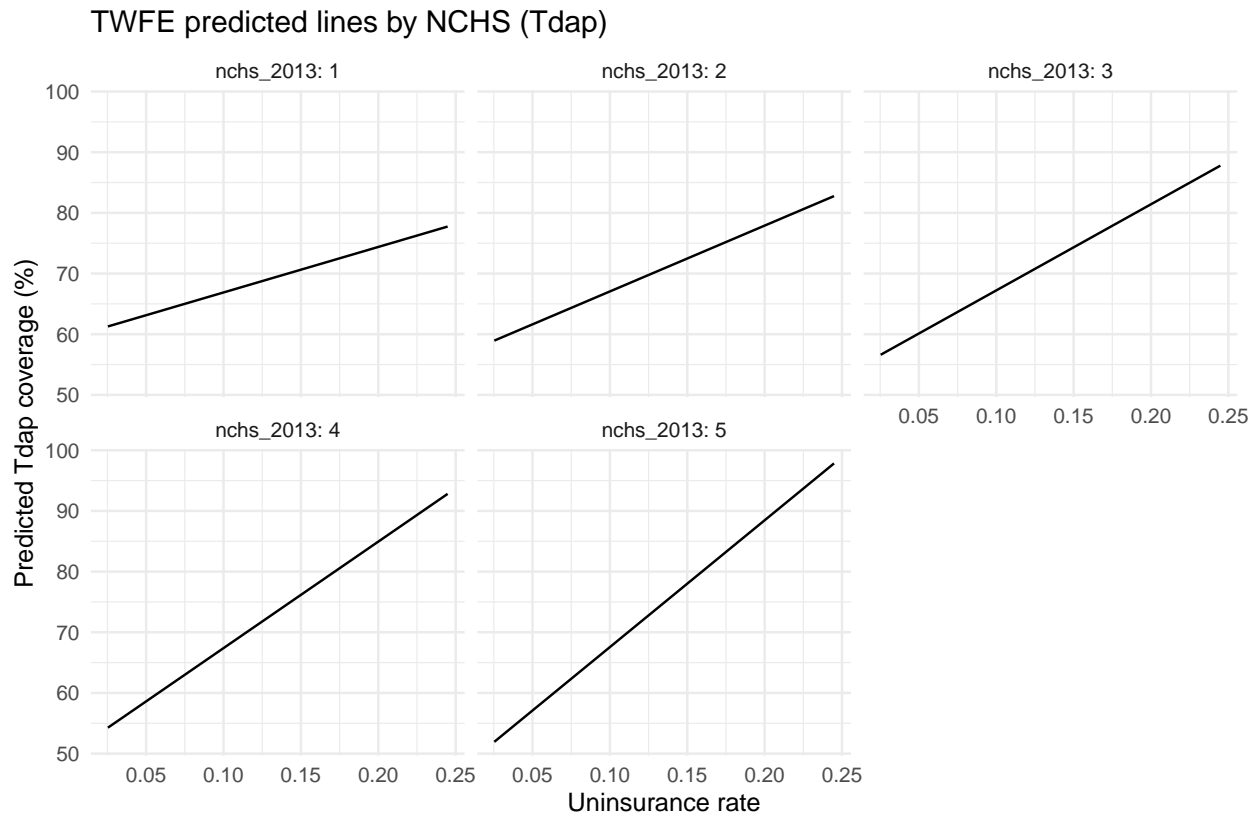 TWFE predicted lines by NCHS (Tdap)
nchs_2013: 1
nchs_2013: 2
nchs_2013: 3
100
90
80
70
60
50
0.05 0.10 0.15 0.20 0.25
nchs_2013: 4
nchs_2013: 5
100
90
80
70
60
50
0.05 0.10 0.15 0.20 0.25
0.05 0.10 0.15 0.20 0.25
Predicted Tdap coverage (%)
Uninsurance rate